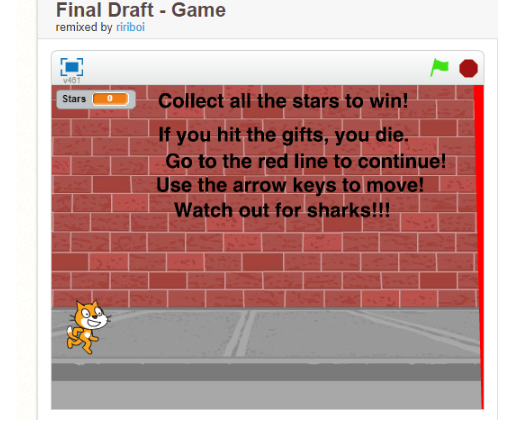 Final Draft - Game
remixed by ririboi
v461
Stars 0
Collect all the stars to win!
If you hit the gifts, you die.
Go to the red line to continue!
Use the arrow keys to move!
Watch out for sharks!!!